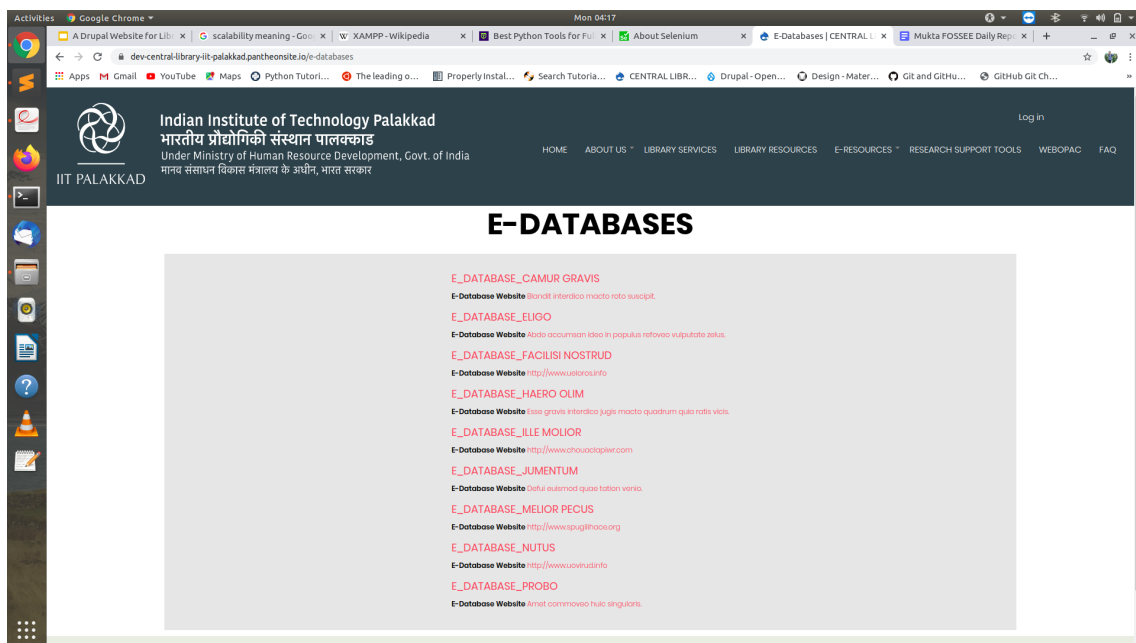 Activities Google Chrome Mon 04:17
A Drupal Website for Lib
scalability meaning - Goo
XAMPP - Wikipedia
Best Python Tools for Ful
About Selenium
E-Databases | CENTRAL L
Mukta FOSSEE Daily Repo
dev-central-library-iit-palakkad.pantheonsite.io/e-databases
Apps Gmail YouTube Maps Python Tutori... The leading o... Properly Instal... Search Tutoria... CENTRAL LIBR... Drupal - Open... Design - Mater... Git and GitHu... GitHub Git Ch... »
Log in
Indian Institute of Technology Palakkad
भारतीय प्रौद्योगिकी संस्थान पालक्काड
Under Ministry of Human Resource Development, Govt. of India
मानव संसाधन विकास मंत्रालय के अधीन, भारत सरकार
IIT PALAKKAD
HOME ABOUT US LIBRARY SERVICES LIBRARY RESOURCES E-RESOURCES RESEARCH SUPPORT TOOLS WEBOPAC FAQ
E-DATABASES
E_DATABASE_CAMUR GRAVIS
E-Database Website Blandit interdico macto roto suscipit.
E_DATABASE_ELIGO
E-Database Website Abdo accumsan ideo in populus refoveo vulputate zelus.
E_DATABASE_FACILISI NOSTRUD
E-Database Website http://www.ueloros.info
E_DATABASE_HAERO OLIM
E-Database Website Esse gravis interdico jugis macto quadrum quia ratis vicis.
E_DATABASE_ILLE MOLIOR
E-Database Website http://www.chouaclapiwr.com
E_DATABASE_JUMENTUM
E-Database Website Defui euismod quae tation venio.
E_DATABASE_MELIOR PECUS
E-Database Website http://www.spuglihace.org
E_DATABASE_NUTUS
E-Database Website http://www.uovirud.info
E_DATABASE_PROBO
E-Database Website Amet commoveo huic singularis.